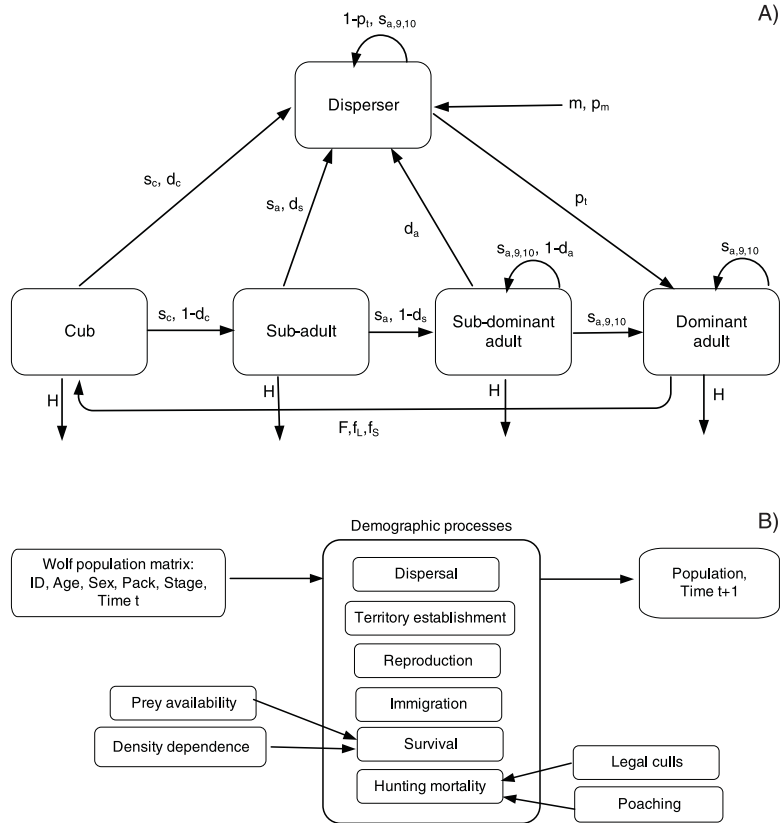 A)
1-pt, sa,9,10
Disperser
m, pm
sc, dc
sa, ds
da
pt
sa,9,10, 1-da
sa,9,10
Cub
sc, 1-dc
Sub-adult
sa, 1-ds
Sub-dominant
adult
sa,9,10
Dominant
adult
H
H
H
H
F,fL,fS
B)
Demographic processes
Wolf population matrix:
ID, Age, Sex, Pack, Stage,
Time t
Dispersal
Population,
Time t+1
Territory establishment
Reproduction
Immigration
Prey availability
Survival
Density dependence
Hunting mortality
Legal culls
Poaching